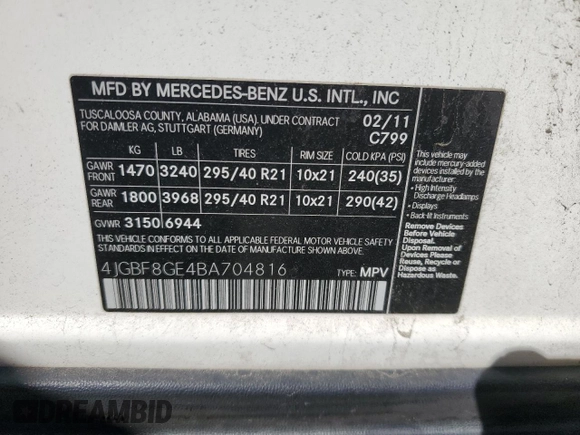 MFD BY MERCEDES-BENZ U.S. INTL., INC
TUSCALOOSA COUNTY, ALABAMA (USA), UNDER CONTRACT
FOR DAIMLER AG, STUTTGART (GERMANY)
02/11
C799
KG LB TIRES RIM SIZE COLD KPA (PSI)
GAWR FRONT 1470 3240 295/40 R21 10x21 240(35)
GAWR REAR 1800 3968 295/40 R21 10x21 290(42)
GVWR 3150 6944
THIS VEHICLE CONFORMS TO ALL APPLICABLE FEDERAL MOTOR VEHICLE SAFETY AND
THEFT PREVENTION STANDARDS IN EFFECT ON THE DATE OF MANUFACTURE SHOWN ABOVE.
4JGBF8GE4BA704816
TYPE: MPV
This vehicle may
include mercury-added
devices installed by the
manufacturer:
• High Intensity
Discharge Headlamps
• Displays
• Back-lit Instruments
Remove Devices
Before Vehicle
Disposal.
Upon Removal of
Devices Please
Reuse, Recycle or
Dispose as
Hazardous Waste.
DREAMBID